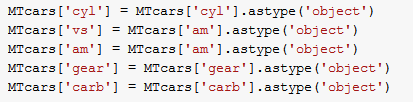 MTcars['cyl'] = MTcars['cyl'].astype('object')
MTcars['vs'] = MTcars['am'].astype('object')
MTcars['am'] = MTcars['am'].astype('object')
MTcars['gear'] = MTcars['gear'].astype('object')
MTcars['carb'] = MTcars['carb'].astype('object')